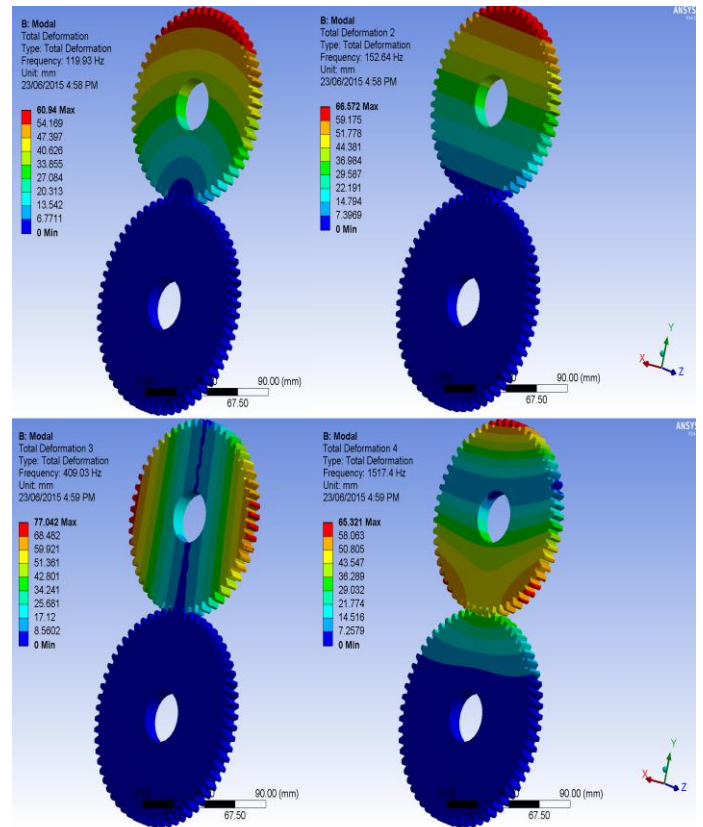 B: Modal
Total Deformation
Type: Total Deformation
Frequency: 119.93 Hz
Unit: mm
23/06/2015 4:58 PM
60.94 Max
54.169
47.397
40.626
33.855
27.084
20.313
13.542
6.7711
0 Min
90.00 (mm)
67.50
B: Modal
Total Deformation 2
Type: Total Deformation
Frequency: 152.64 Hz
Unit: mm
23/06/2015 4:58 PM
ANSYS
66.572 Max
59.175
51.778
44.381
36.984
29.587
22.191
14.794
7.3969
0 Min
90.00 (mm)
67.50
Y
X
Z
B: Modal
Total Deformation 3
Type: Total Deformation
Frequency: 409.03 Hz
Unit: mm
23/06/2015 4:59 PM
77.042 Max
68.482
59.921
51.361
42.801
34.241
25.681
17.12
8.5602
0 Min
90.00 (mm)
67.50
B: Modal
Total Deformation 4
Type: Total Deformation
Frequency: 1517.4 Hz
Unit: mm
23/06/2015 4:59 PM
ANSYS
65.321 Max
58.063
50.805
43.547
36.289
29.032
21.774
14.516
7.2579
0 Min
90.00 (mm)
67.50
Y
X
Z